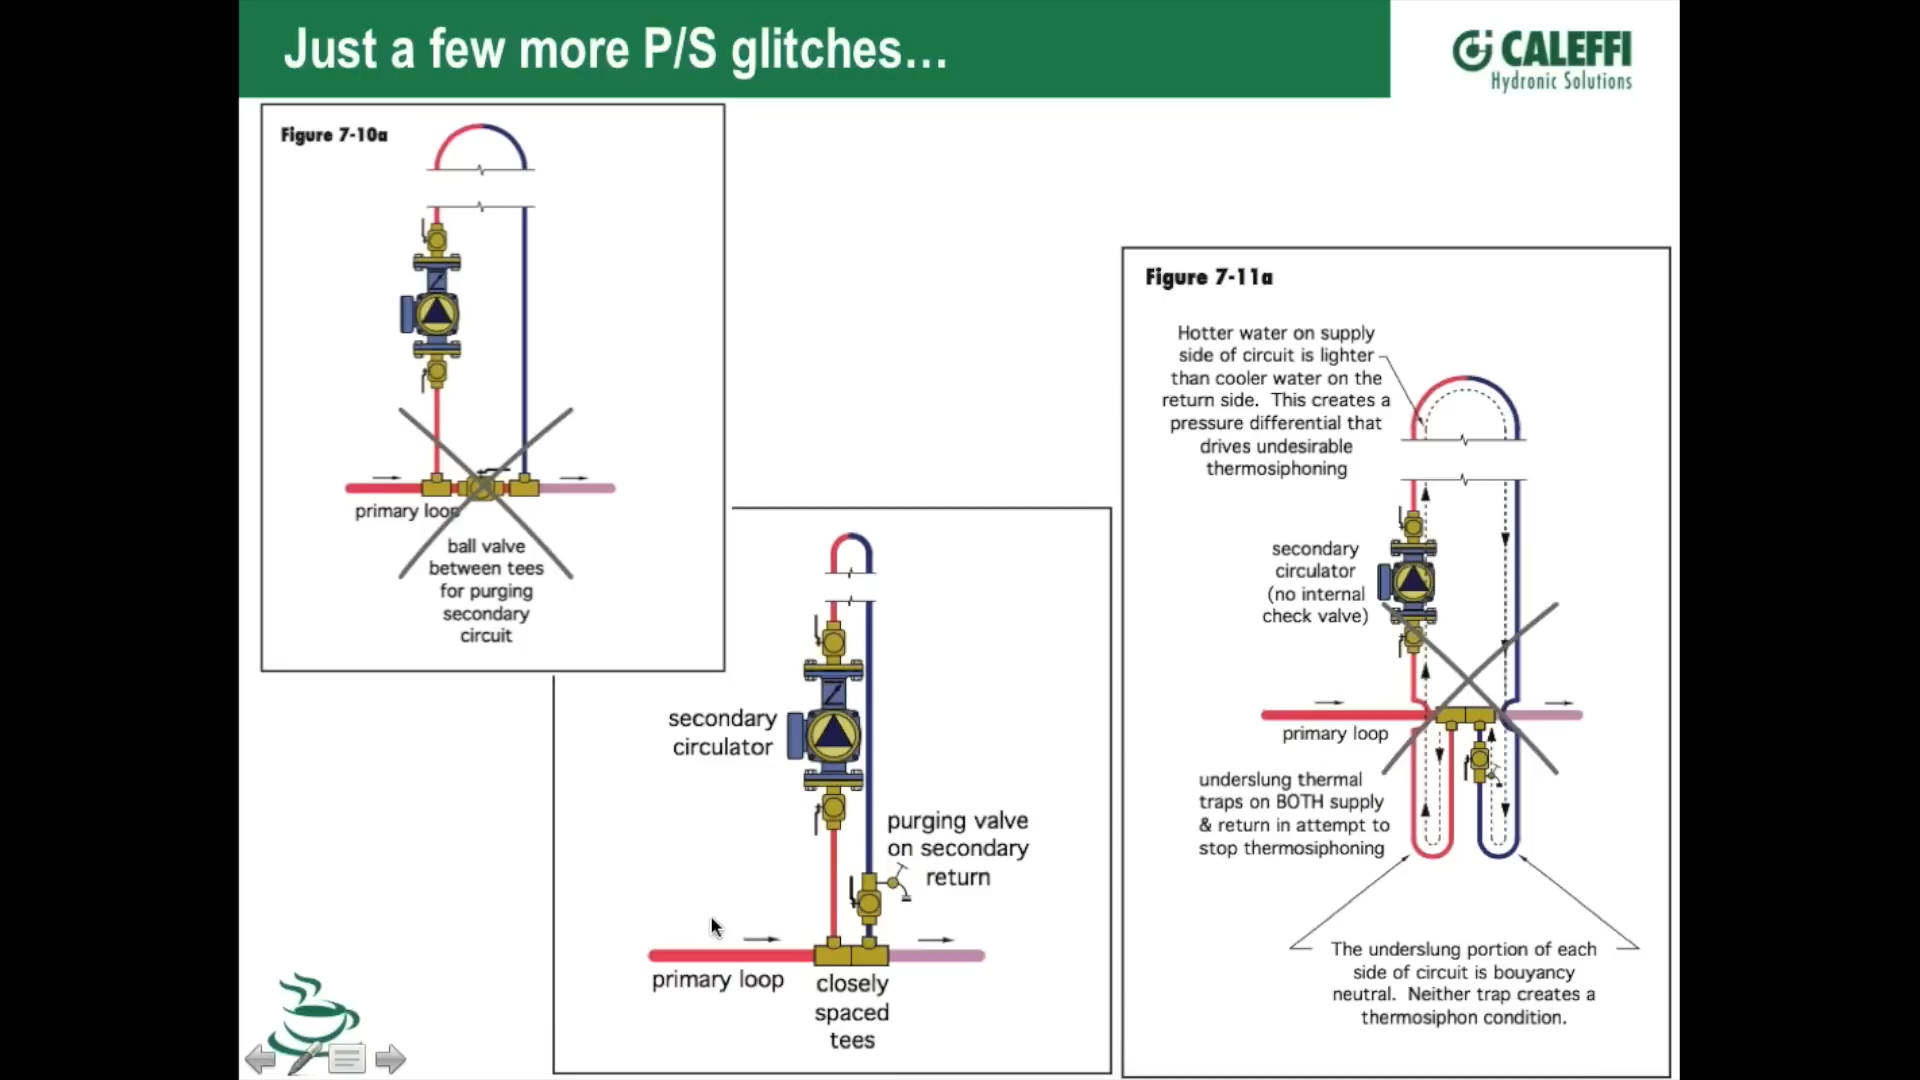 Just a few more P/S glitches...
CALEFFI
Hydronic Solutions
Figure 7-10a
primary loop
ball valve
between tees
for purging
secondary
circuit
secondary
circulator
purging valve
on secondary
return
primary loop
closely
spaced
tees
Figure 7-11a
Hotter water on supply
side of circuit is lighter
than cooler water on the
return side. This creates a
pressure differential that
drives undesirable
thermosiphoning
secondary
circulator
(no internal
check valve)
primary loop
underslung thermal
traps on BOTH supply
& return in attempt to
stop thermosiphoning
The underslung portion of each
side of circuit is bouyancy
neutral. Neither trap creates a
thermosiphon condition.